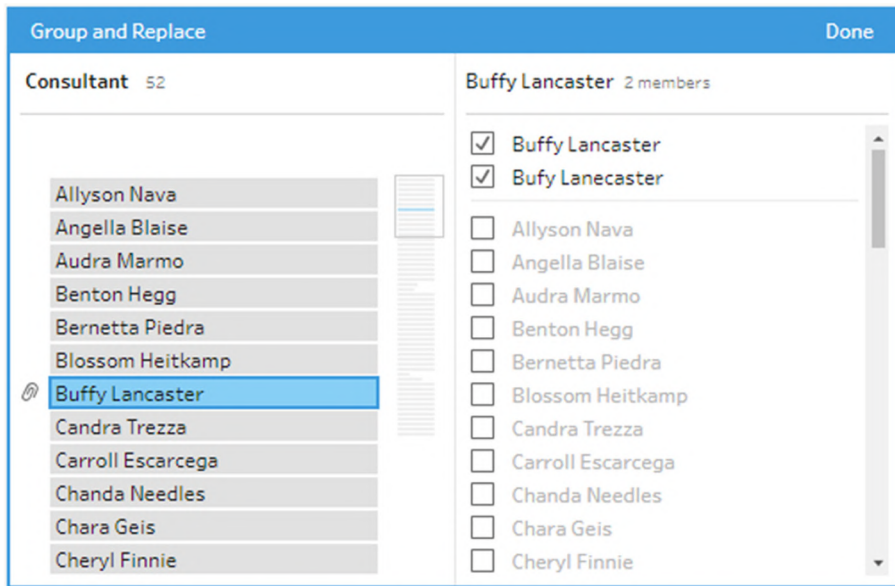 Group and Replace Done
Consultant 52
Allyson Nava
Angella Blaise
Audra Marmo
Benton Hegg
Bernetta Piedra
Blossom Heitkamp
Buffy Lancaster
Candra Trezza
Carroll Escarcega
Chanda Needles
Chara Geis
Cheryl Finnie
Buffy Lancaster 2 members
Buffy Lancaster
Bufy Lanecaster
Allyson Nava
Angella Blaise
Audra Marmo
Benton Hegg
Bernetta Piedra
Blossom Heitkamp
Candra Trezza
Carroll Escarcega
Chanda Needles
Chara Geis
Cheryl Finnie